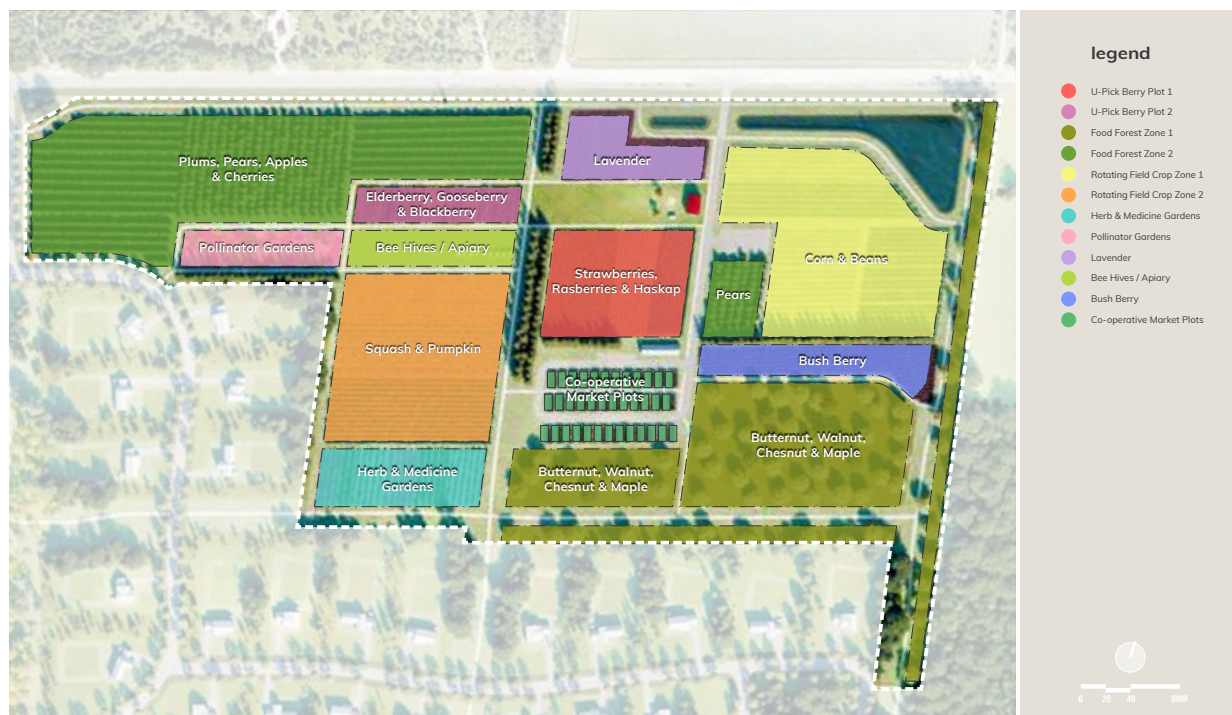 Plums, Pears, Apples
& Cherries
Lavender
Elderberry, Gooseberry
& Blackberry
Pollinator Gardens
Bee Hives / Apiary
Corn & Beans
Strawberries,
Rasberries & Haskap
Pears
Squash & Pumpkin
Bush Berry
Co-operative
Market Plots
Butternut, Walnut,
Chesnut & Maple
Herb & Medicine
Gardens
Butternut, Walnut,
Chesnut & Maple
legend
U-Pick Berry Plot 1
U-Pick Berry Plot 2
Food Forest Zone 1
Food Forest Zone 2
Rotating Field Crop Zone 1
Rotating Field Crop Zone 2
Herb & Medicine Gardens
Pollinator Gardens
Lavender
Bee Hives / Apiary
Bush Berry
Co-operative Market Plots
0 20 40 80M